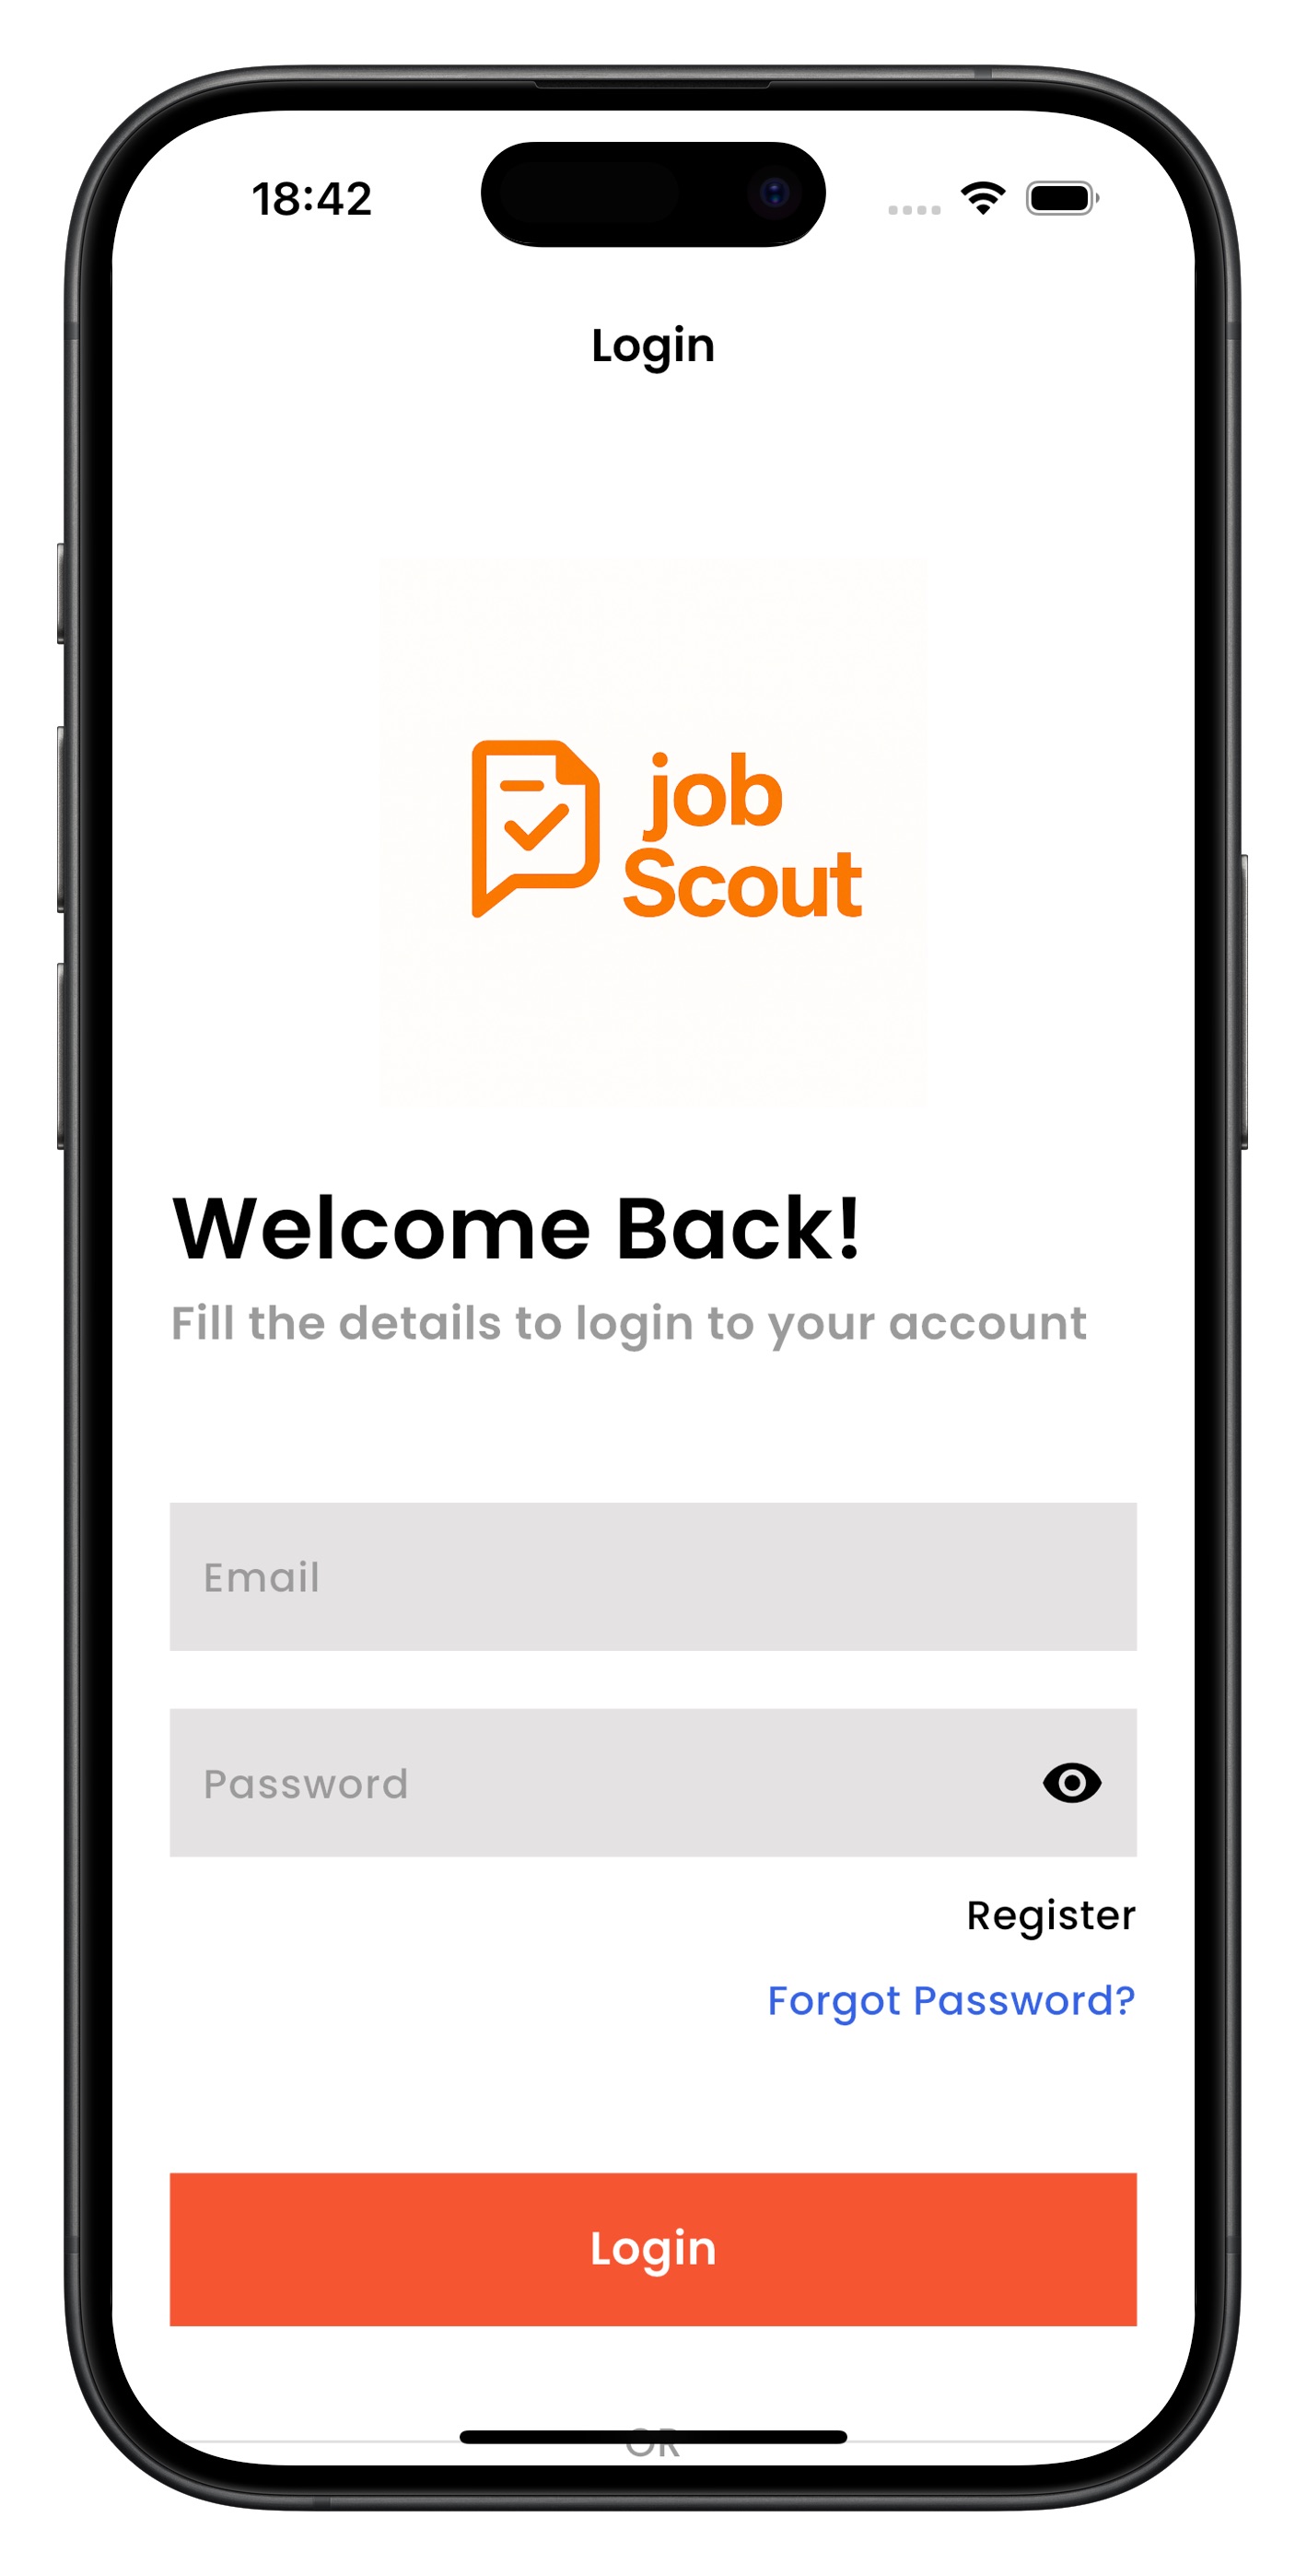 18:42
Login
job
Scout
Welcome Back!
Fill the details to login to your account
Email
Password
Register
Forgot Password?
Login
OR